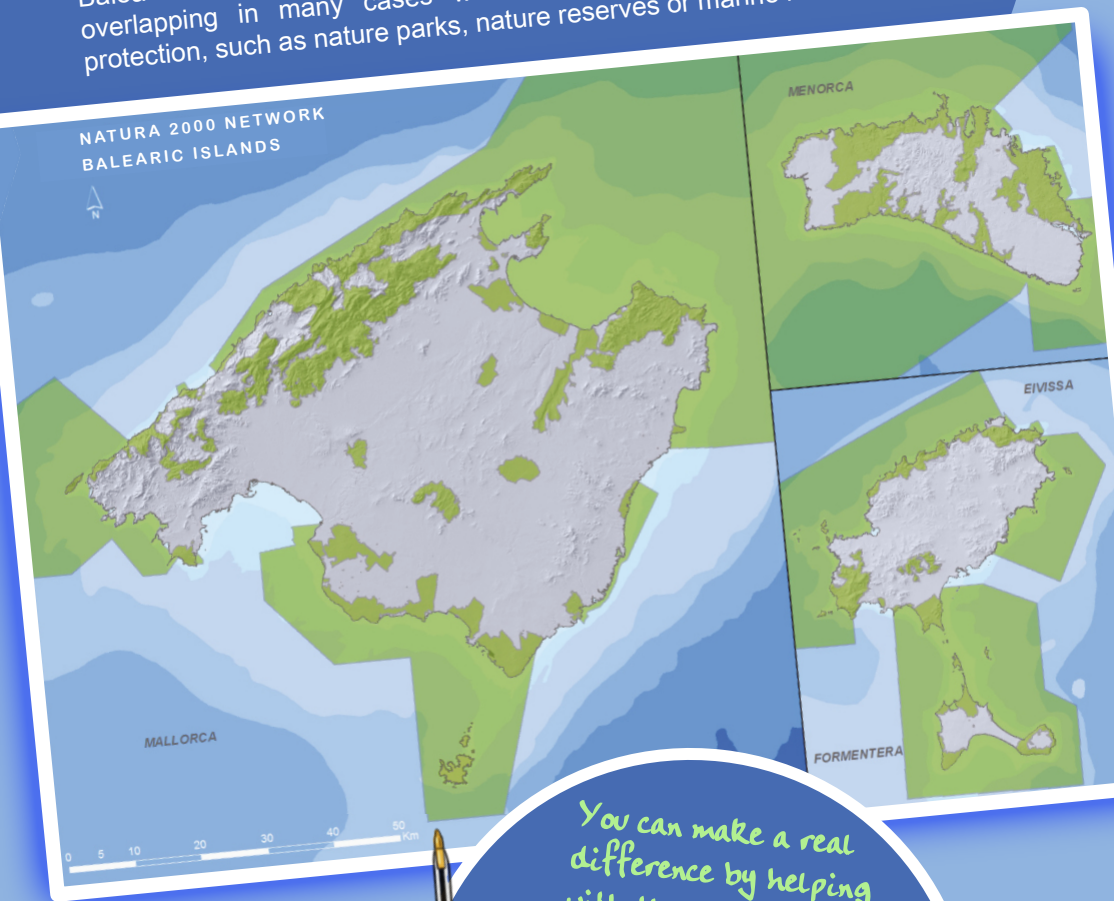 overlapping in many cases
protection, such as nature parks, nature reserves or marine
NATURA 2000 NETWORK
BALEARIC ISLANDS
N
MENORCA
EIVISSA
MALLORCA
FORMENTERA
0 5 10 20 30 40 50
Km
You can make a real
difference by helping